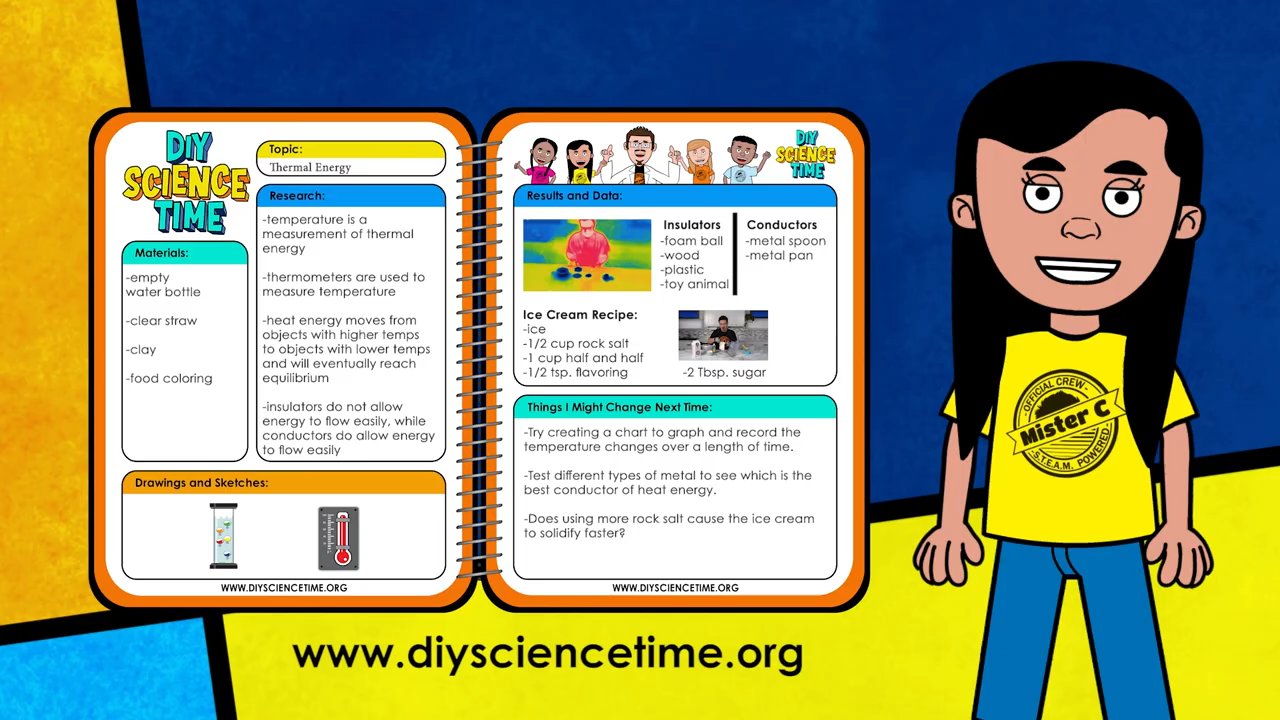 DIY
SCIENCE
TIME
Topic:
Thermal Energy
Materials:
-empty
water bottle
-clear straw
-clay
-food coloring
Research:
-temperature is a
measurement of thermal
energy
-thermometers are used to
measure temperature
-heat energy moves from
objects with higher temps
to objects with lower temps
and will eventually reach
equilibrium
-insulators do not allow
energy to flow easily, while
conductors do allow energy
to flow easily
Drawings and Sketches:
WWW.DIYSCIENCETIME.ORG
DIY
SCIENCE
TIME
Results and Data:
Insulators
-foam ball
-wood
-plastic
-toy animal
Conductors
-metal spoon
-metal pan
Ice Cream Recipe:
-ice
-1/2 cup rock salt
-1 cup half and half
-1/2 tsp. flavoring
-2 Tbsp. sugar
Things I Might Change Next Time:
-Try creating a chart to graph and record the
temperature changes over a length of time.
-Test different types of metal to see which is the
best conductor of heat energy.
-Does using more rock salt cause the ice cream
to solidify faster?
WWW.DIYSCIENCETIME.ORG
www.diysciencetime.org
-OFFICIAL CREW-
Mister C
-S.T.E.A.M. POWERED-